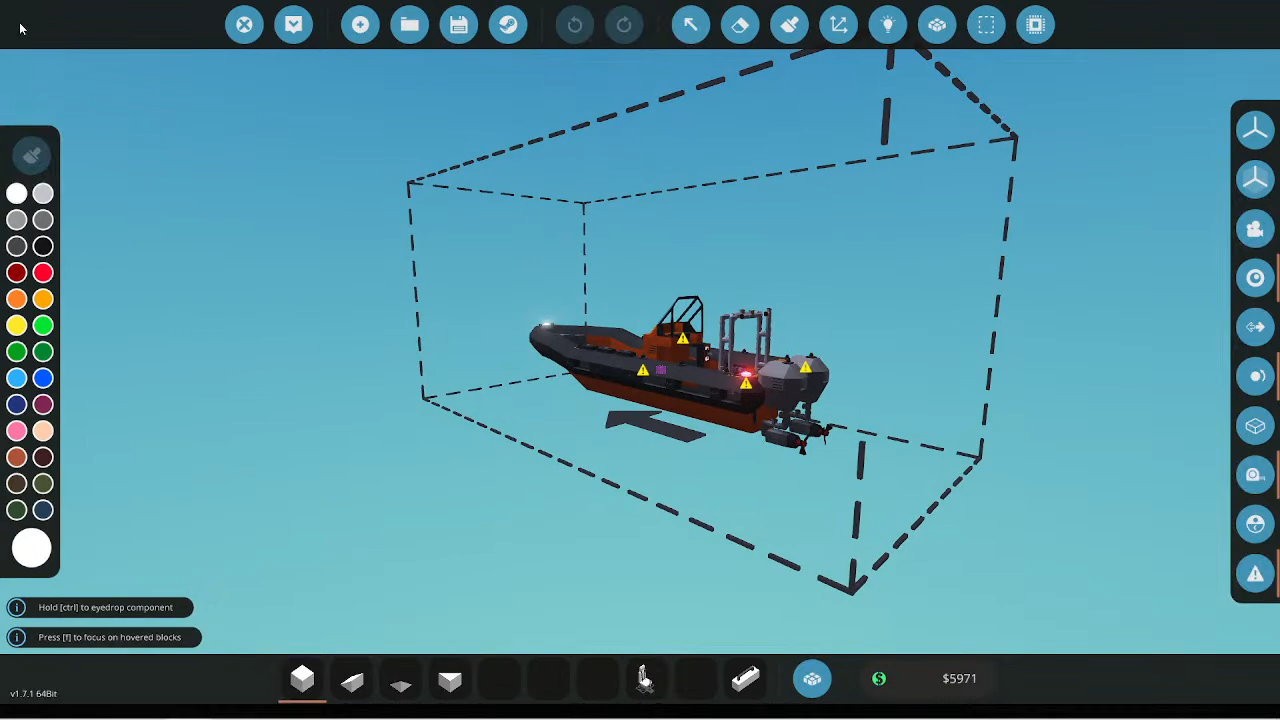 Hold [ctrl] to eyedrop component
Press [f] to focus on hovered blocks
v1.7.1 64Bit
$ $5971